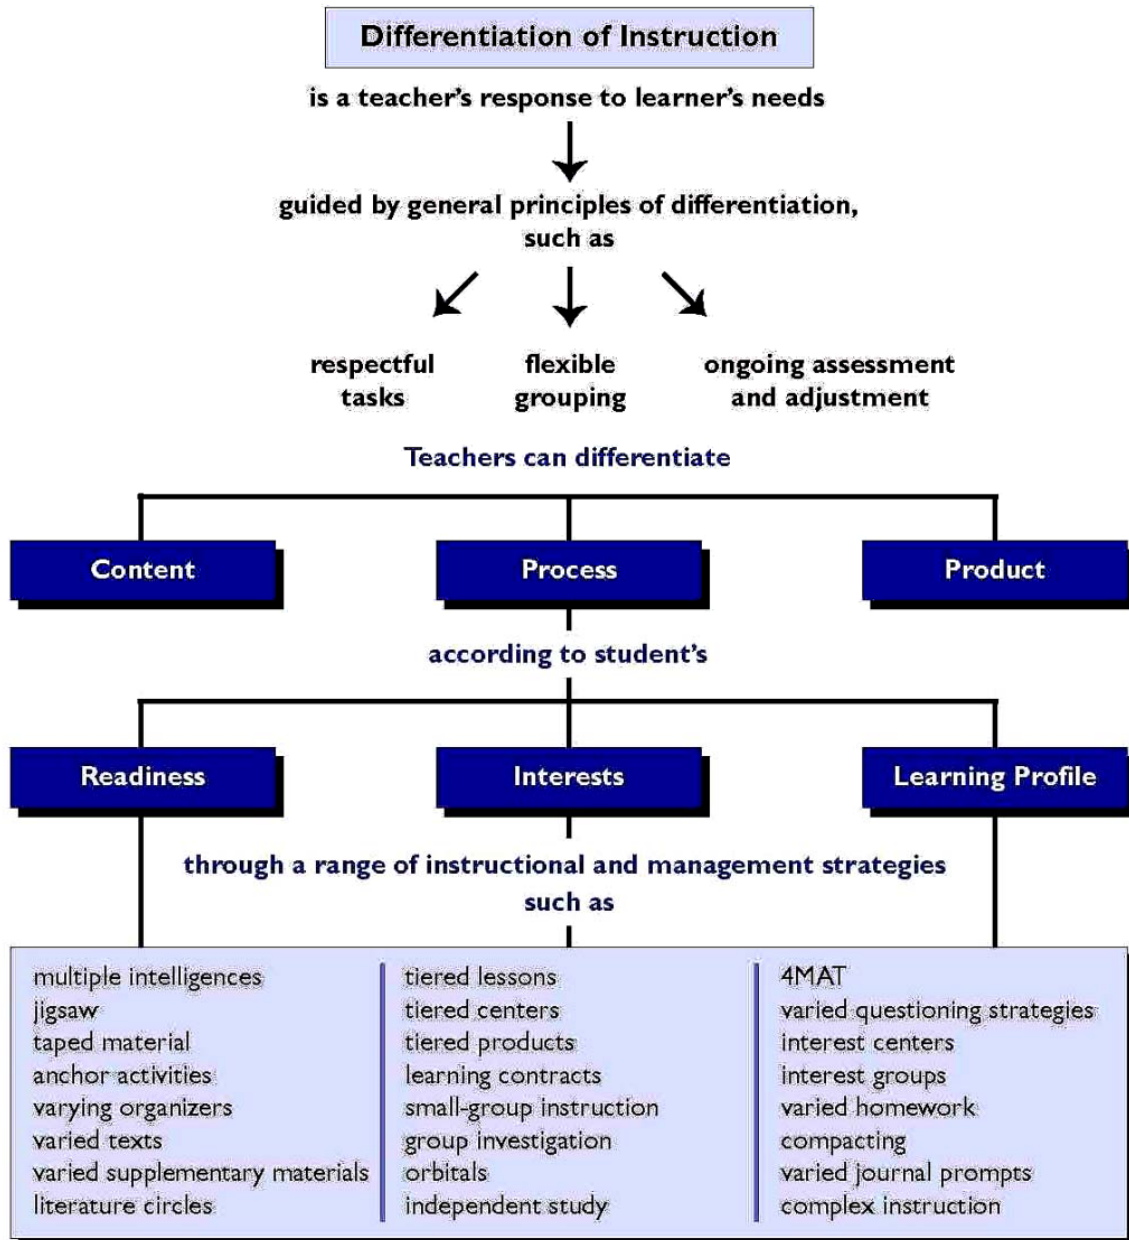 Differentiation of Instruction
is a teacher's response to learner's needs
guided by general principles of differentiation,
such as
respectful
tasks
flexible
grouping
ongoing assessment
and adjustment
Teachers can differentiate
Content
Process
Product
according to student's
Readiness
Interests
Learning Profile
through a range of instructional and management strategies
such as
multiple intelligences
jigsaw
taped material
anchor activities
varying organizers
varied texts
varied supplementary materials
literature circles
tiered lessons
tiered centers
tiered products
learning contracts
small-group instruction
group investigation
orbitals
independent study
4MAT
varied questioning strategies
interest centers
interest groups
varied homework
compacting
varied journal prompts
complex instruction